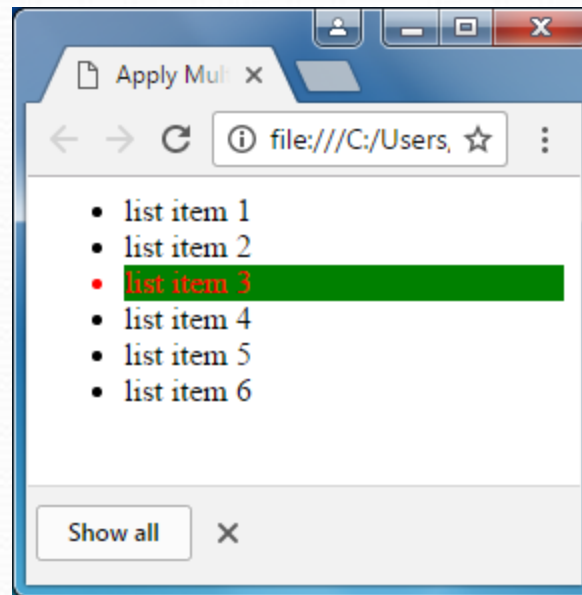 Apply Mul
file:///C:/Users,
list item 1
list item 2
list item 3
list item 4
list item 5
list item 6
Show all